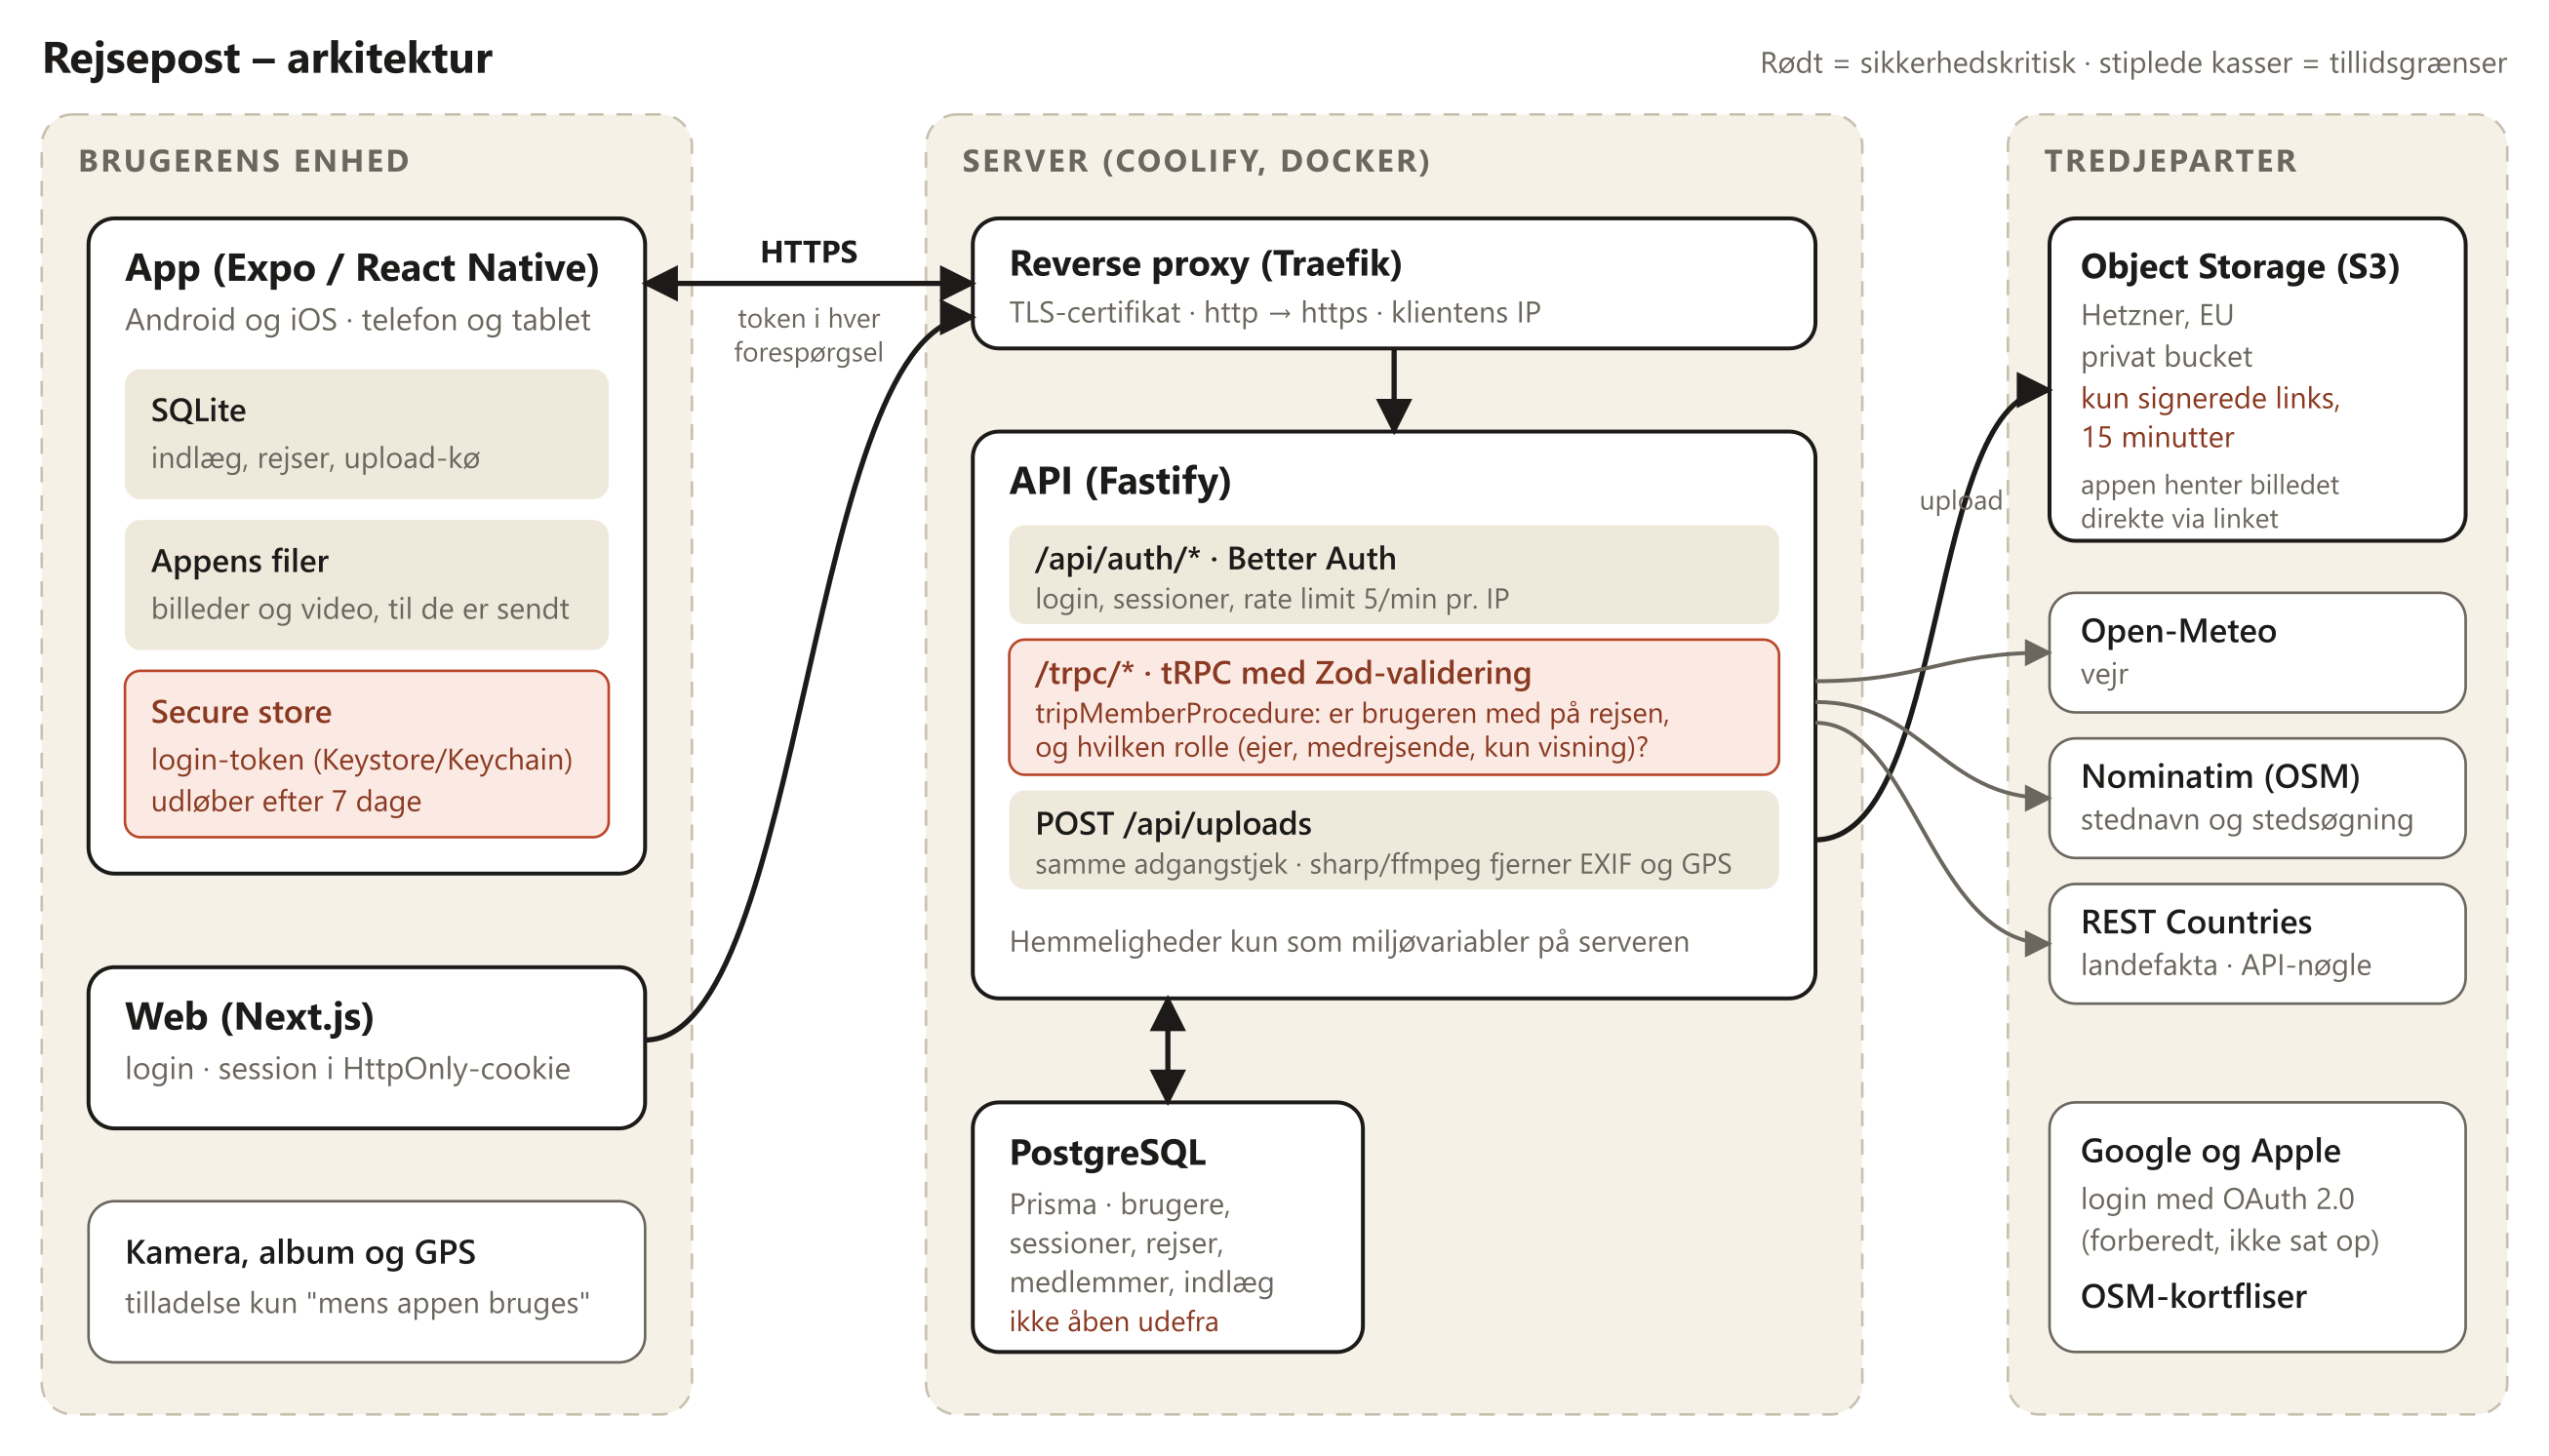 Rejsepost – arkitektur
Rødt = sikkerhedskritisk · stiplede kasser = tillidsgrænser
BRUGERENS ENHED
App (Expo / React Native)
Android og iOS · telefon og tablet
SQLite
indlæg, rejser, upload-kø
Appens filer
billeder og video, til de er sendt
Secure store
login-token (Keystore/Keychain)
udløber efter 7 dage
Web (Next.js)
login · session i HttpOnly-cookie
Kamera, album og GPS
tilladelse kun "mens appen bruges"
HTTPS
token i hver
forespørgsel
SERVER (COOLIFY, DOCKER)
Reverse proxy (Traefik)
TLS-certifikat · http → https · klientens IP
API (Fastify)
/api/auth/* · Better Auth
login, sessioner, rate limit 5/min pr. IP
/trpc/* · tRPC med Zod-validering
tripMemberProcedure: er brugeren med på rejsen,
og hvilken rolle (ejer, medrejsende, kun visning)?
POST /api/uploads
samme adgangstjek · sharp/ffmpeg fjerner EXIF og GPS
Hemmeligheder kun som miljøvariabler på serveren
PostgreSQL
Prisma · brugere,
sessioner, rejser,
medlemmer, indlæg
ikke åben udefra
upload
TREDJEPARTER
Object Storage (S3)
Hetzner, EU
privat bucket
kun signerede links,
15 minutter
appen henter billedet
direkte via linket
Open-Meteo
vejr
Nominatim (OSM)
stednavn og stedsøgning
REST Countries
landefakta · API-nøgle
Google og Apple
login med OAuth 2.0
(forberedt, ikke sat op)
OSM-kortfliser